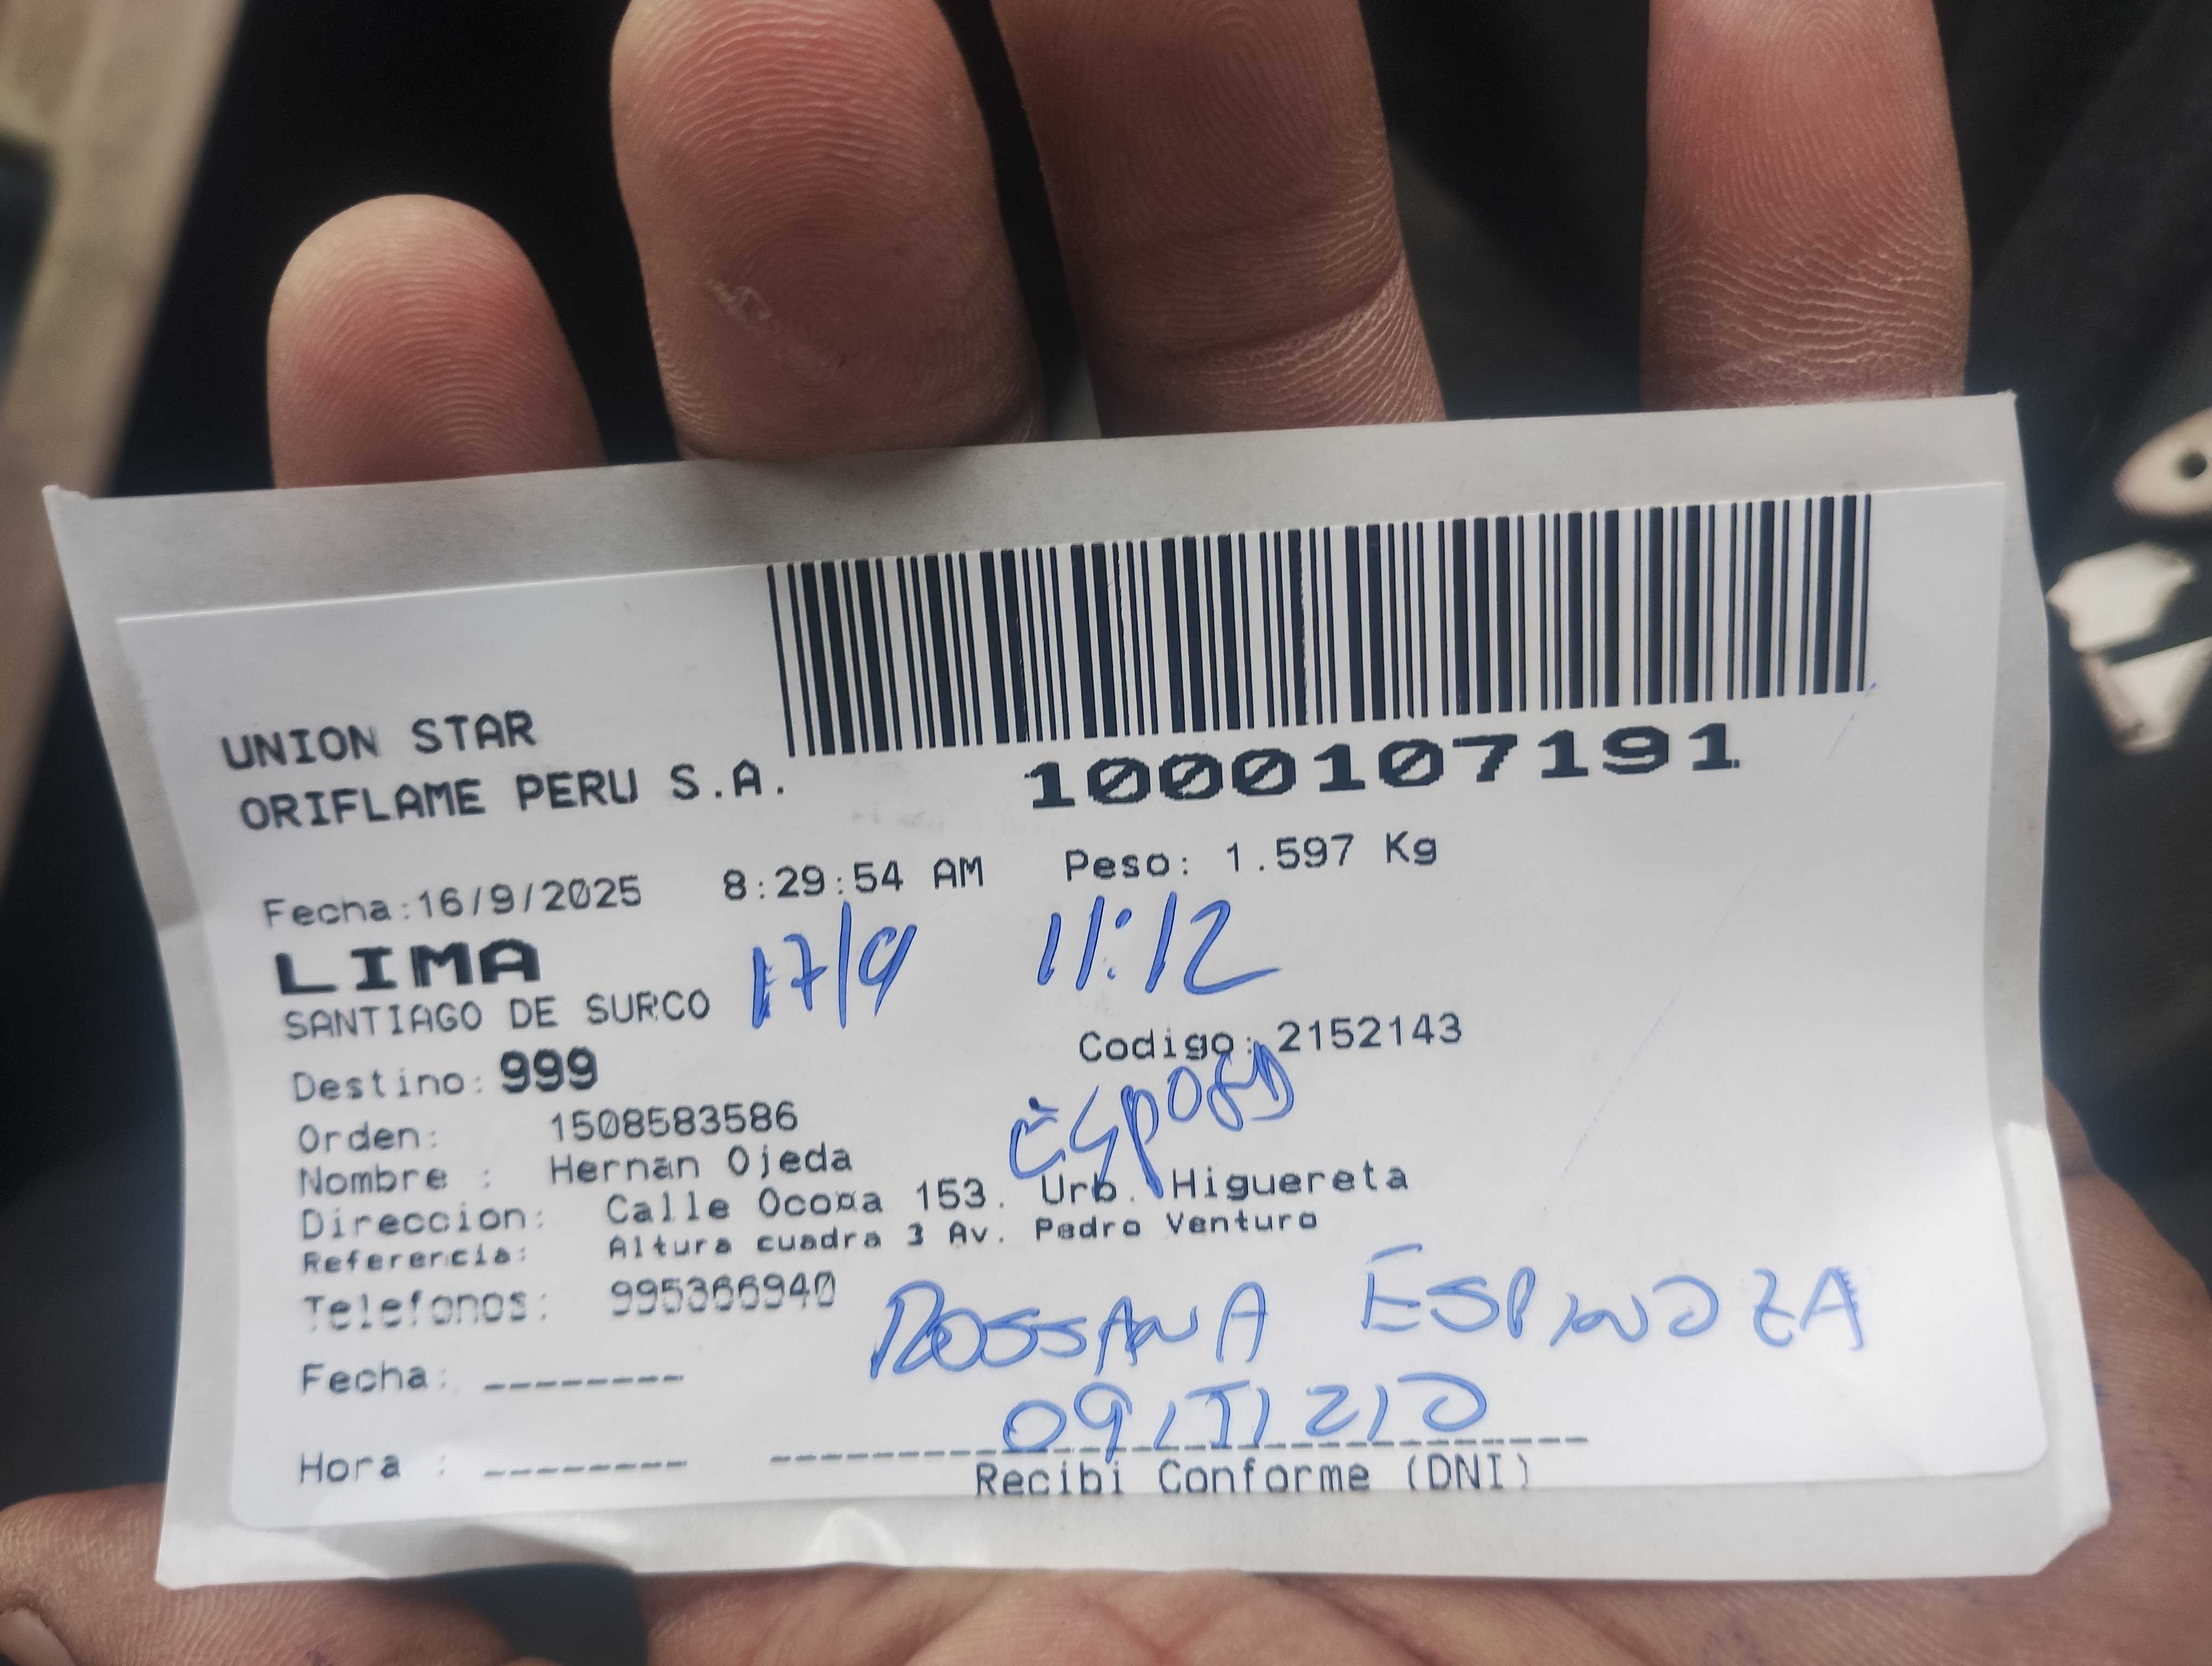 UNION STAR
ORIFLAME PERU S.A.
1000107191
Fecha:16/9/2025 8:29:54 AM Peso: 1.597 Kg
LIMA
17/9 11:12
SANTIAGO DE SURCO
Codigo: 2152143
Destino: 999
Esposa
Orden: 1508583586
Nombre : Hernan Ojeda
Direccion: Calle Ocoña 153. Urb. Higuereta
Referencia: Altura cuadra 3 Av. Pedro Venturo
Telefonos: 995366940
ROSSANA ESPINOZA
Fecha: --------
Hora : --------
Recibi Conforme (DNI)